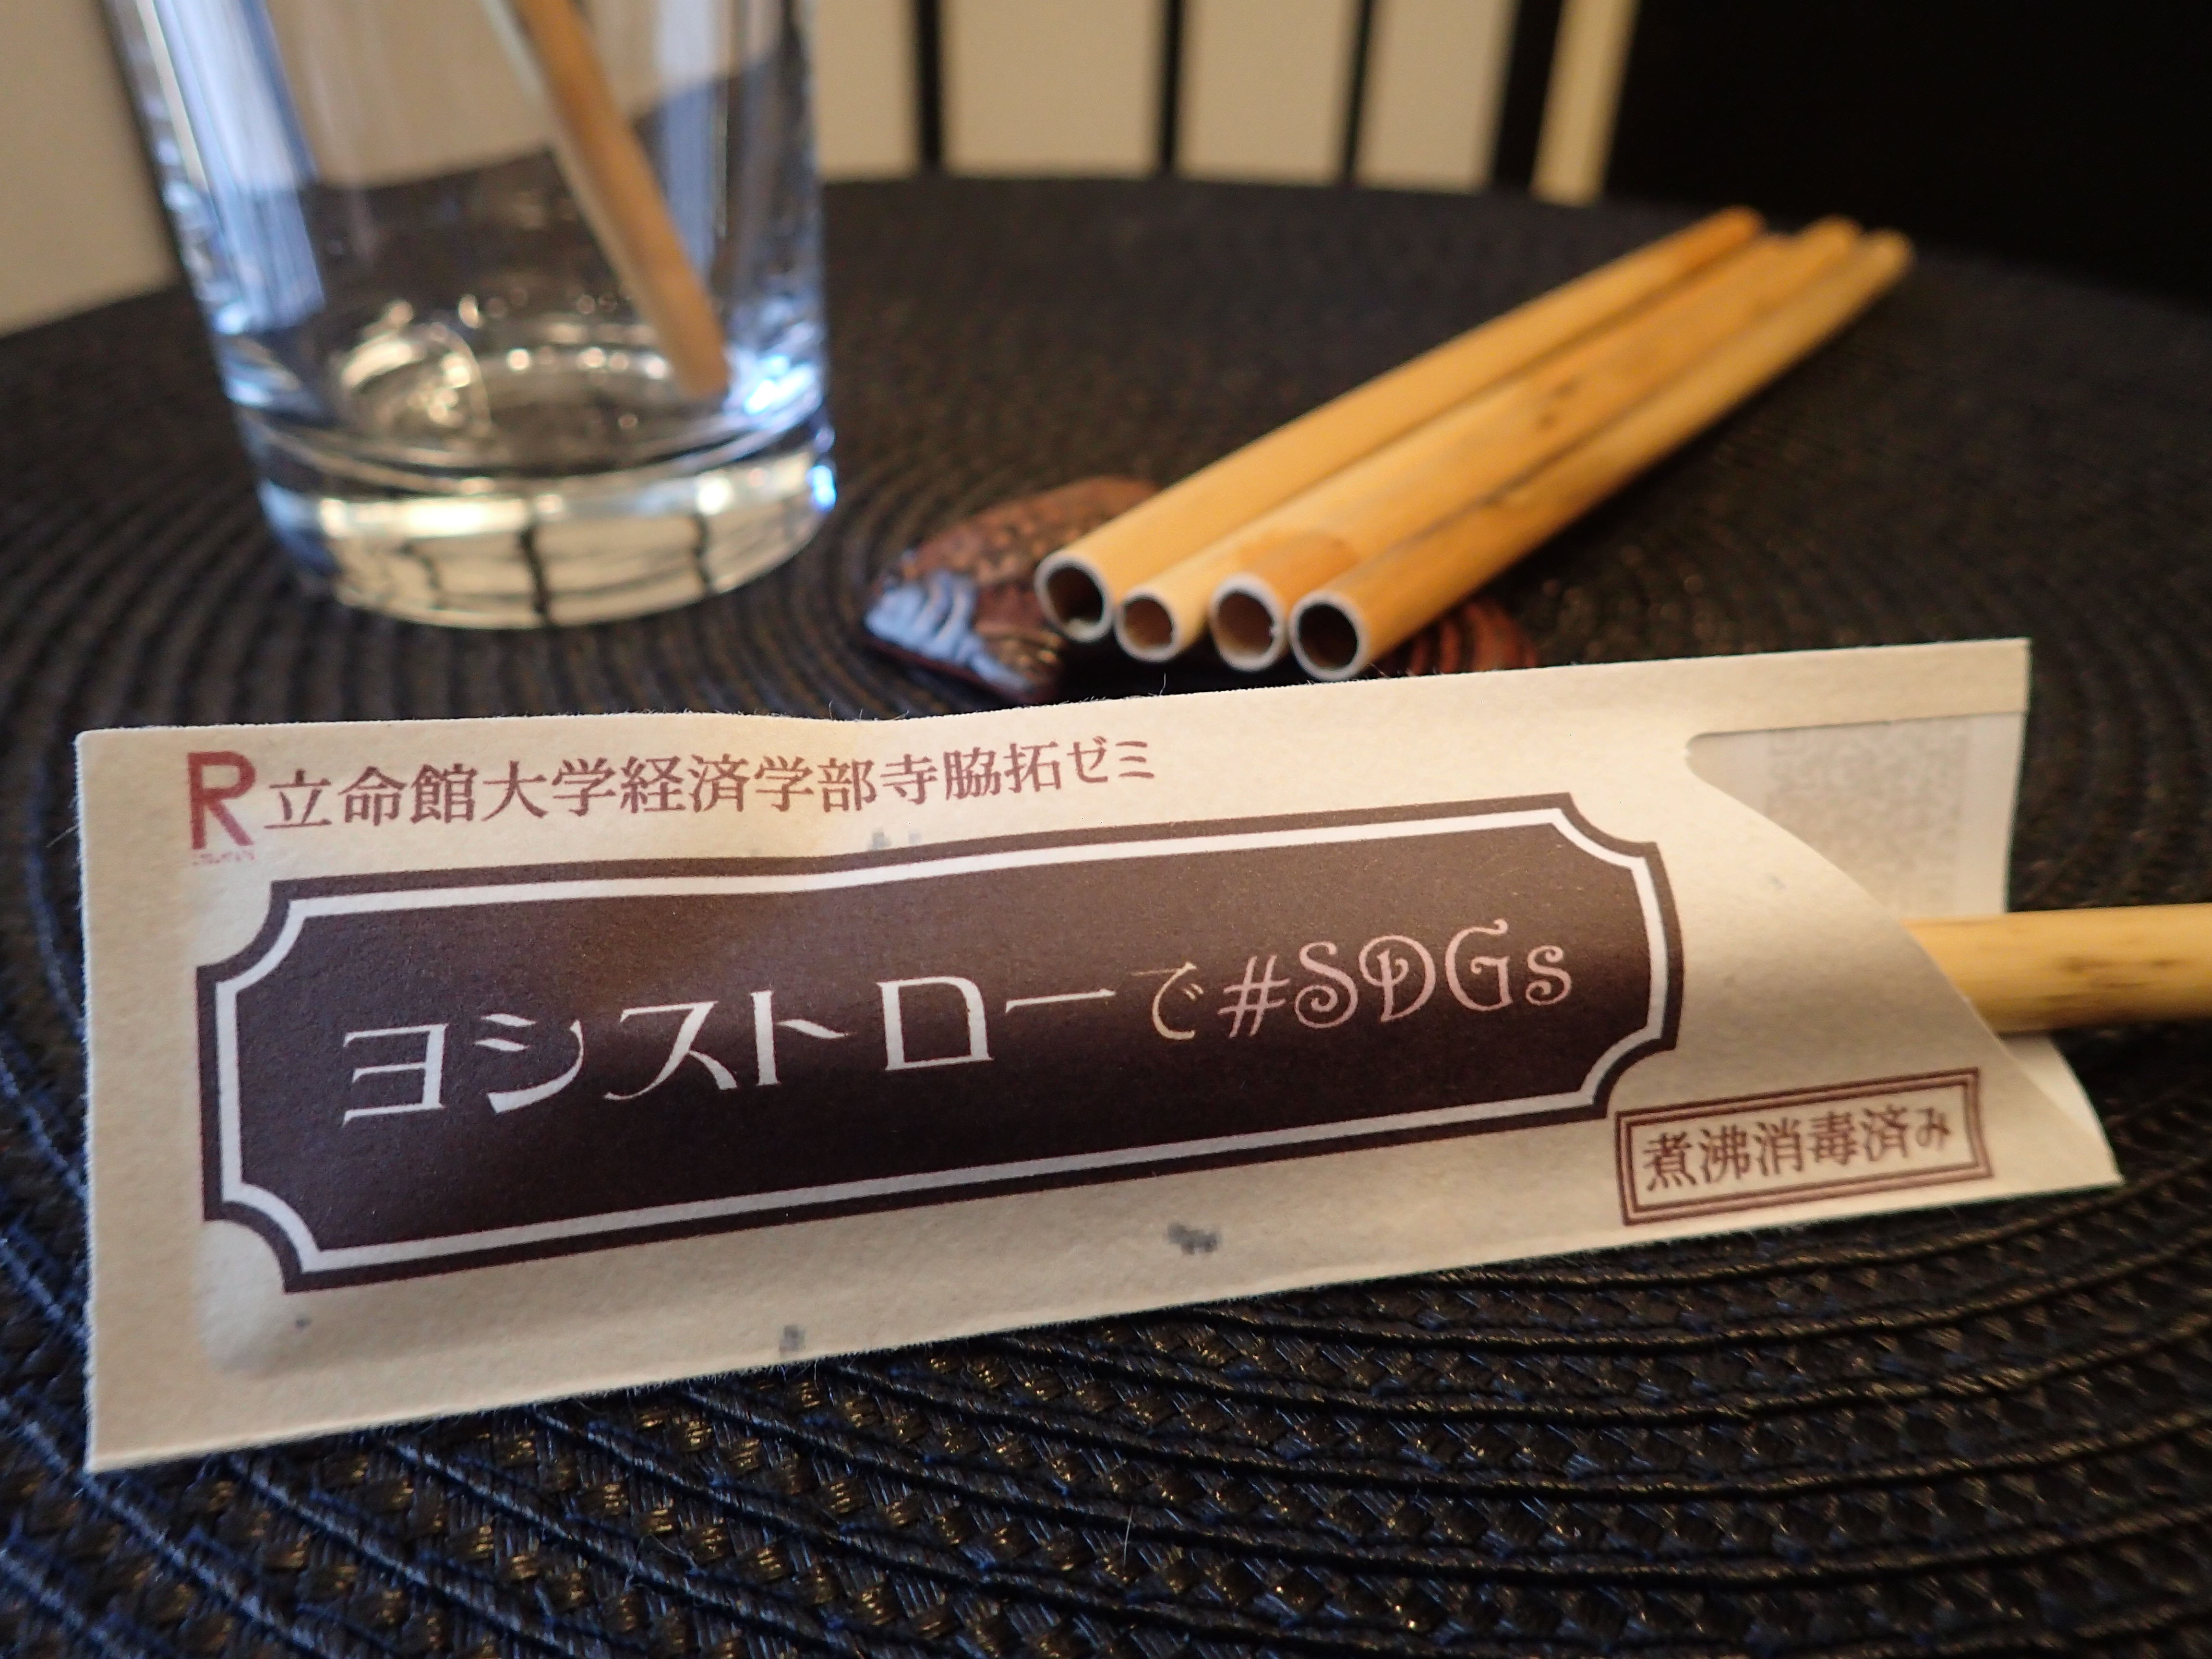 R立命館大学経済学部寺脇拓ゼミ
ヨシストローで#SDGs
煮沸消毒済み